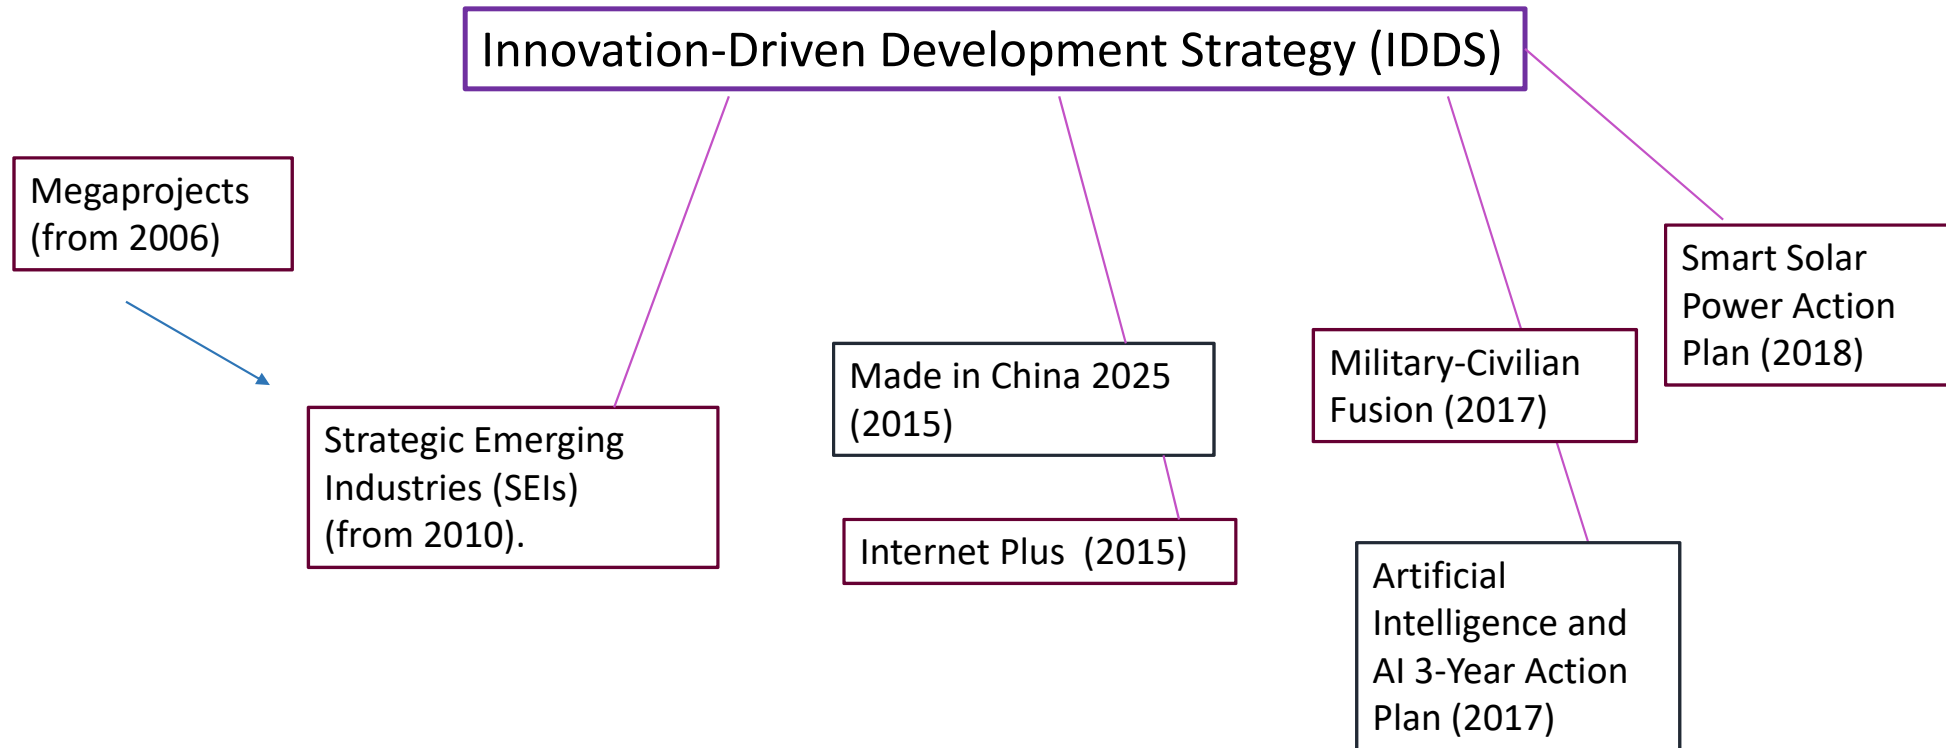 Innovation-Driven Development Strategy (IDDS)
Megaprojects
(from 2006)
Strategic Emerging
Industries (SEIs)
(from 2010).
Made in China 2025
(2015)
Internet Plus  (2015)
Military-Civilian
Fusion (2017)
Artificial
Intelligence and
AI 3-Year Action
Plan (2017)
Smart Solar
Power Action
Plan (2018)